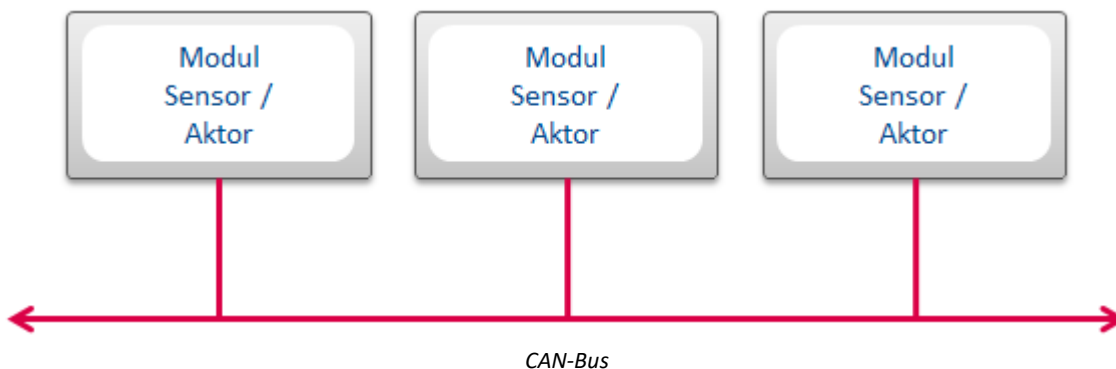 Modul
Sensor /
Aktor
Modul
Sensor /
Aktor
Modul
Sensor /
Aktor
CAN-Bus